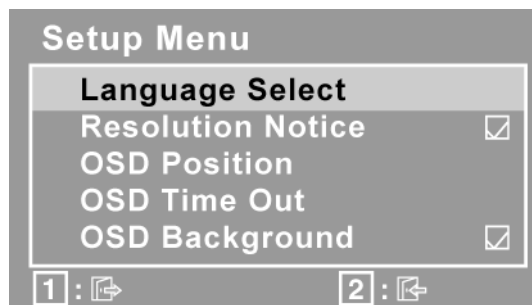 Setup Menu
Language Select
Resolution Notice
OSD Position
OSD Time Out
OSD Background
1 : 2 :